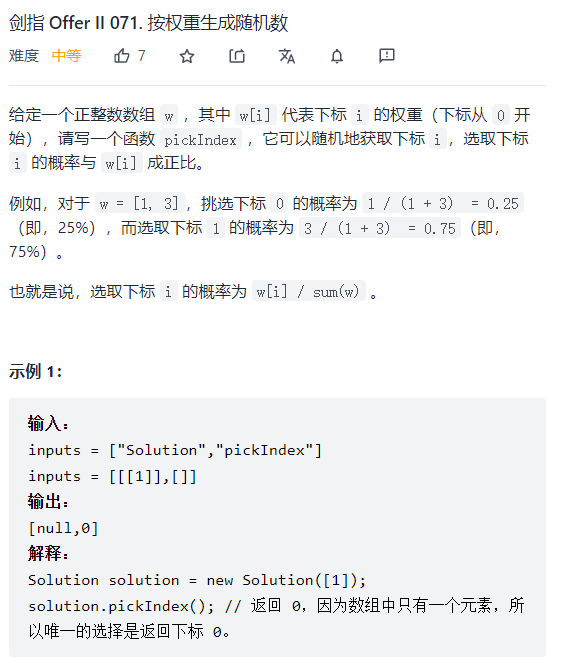 剑指 Offer II 071. 按权重生成随机数
难度 中等 7
给定一个正整数数组 w ，其中 w[i] 代表下标 i 的权重（下标从 0 开
始），请写一个函数 pickIndex ，它可以随机地获取下标 i，选取下标
i 的概率与 w[i] 成正比。
例如，对于 w = [1, 3]，挑选下标 0 的概率为 1 / (1 + 3) = 0.25
（即，25%），而选取下标 1 的概率为 3 / (1 + 3) = 0.75（即，
75%）。
也就是说，选取下标 i 的概率为 w[i] / sum(w) 。
示例 1：
输入：
inputs = ["Solution","pickIndex"]
inputs = [[[1]],[]]
输出：
[null,0]
解释：
Solution solution = new Solution([1]);
solution.pickIndex(); // 返回 0，因为数组中只有一个元素，所
以唯一的选择是返回下标 0。